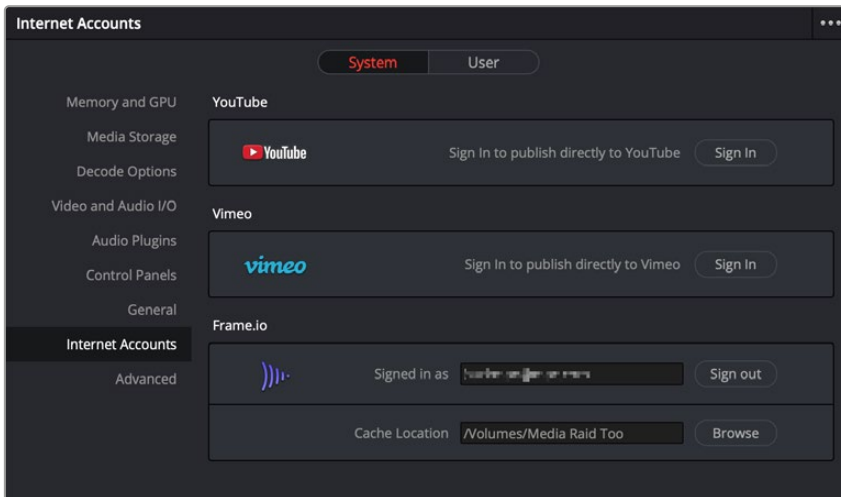 Internet Accounts
System User
Memory and GPU
Media Storage
Decode Options
Video and Audio I/O
Audio Plugins
Control Panels
General
Internet Accounts
Advanced
YouTube
YouTube Sign In to publish directly to YouTube Sign In
Vimeo
vimeo Sign In to publish directly to Vimeo Sign In
Frame.io
Signed in as Sign out
Cache Location /Volumes/Media Raid Too Browse